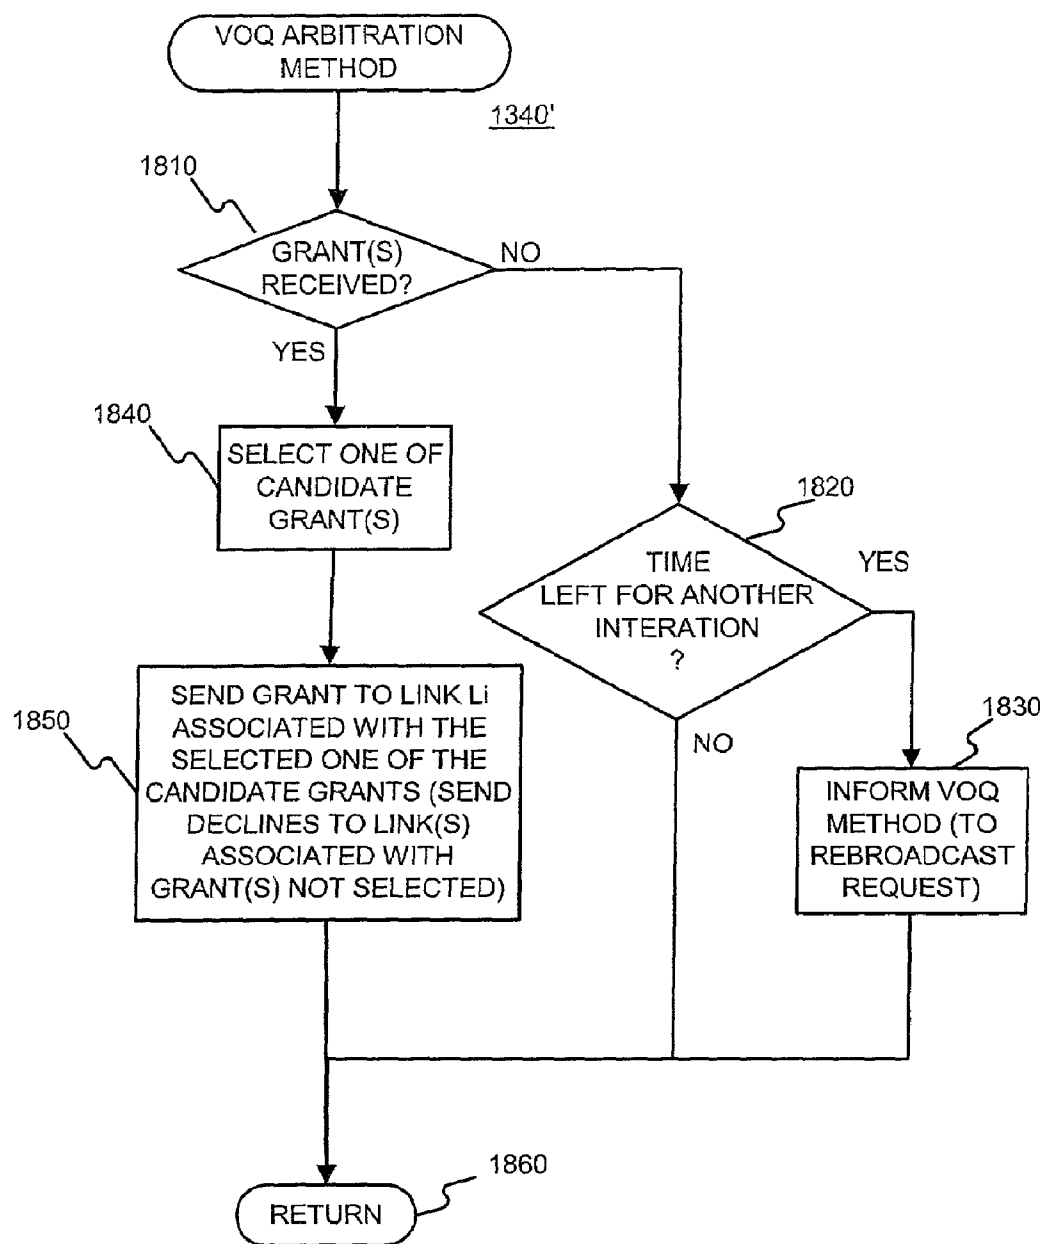 VOQ ARBITRATION
METHOD
1340'
1810
GRANT(S)
RECEIVED?
NO
YES
1840
SELECT ONE OF
CANDIDATE
GRANT(S)
1820
TIME
LEFT FOR ANOTHER
INTERATION
?
YES
NO
1850
SEND GRANT TO LINK Li
ASSOCIATED WITH THE
SELECTED ONE OF THE
CANDIDATE GRANTS (SEND
DECLINES TO LINK(S)
ASSOCIATED WITH
GRANT(S) NOT SELECTED)
1830
INFORM VOQ
METHOD (TO
REBROADCAST
REQUEST)
1860
RETURN